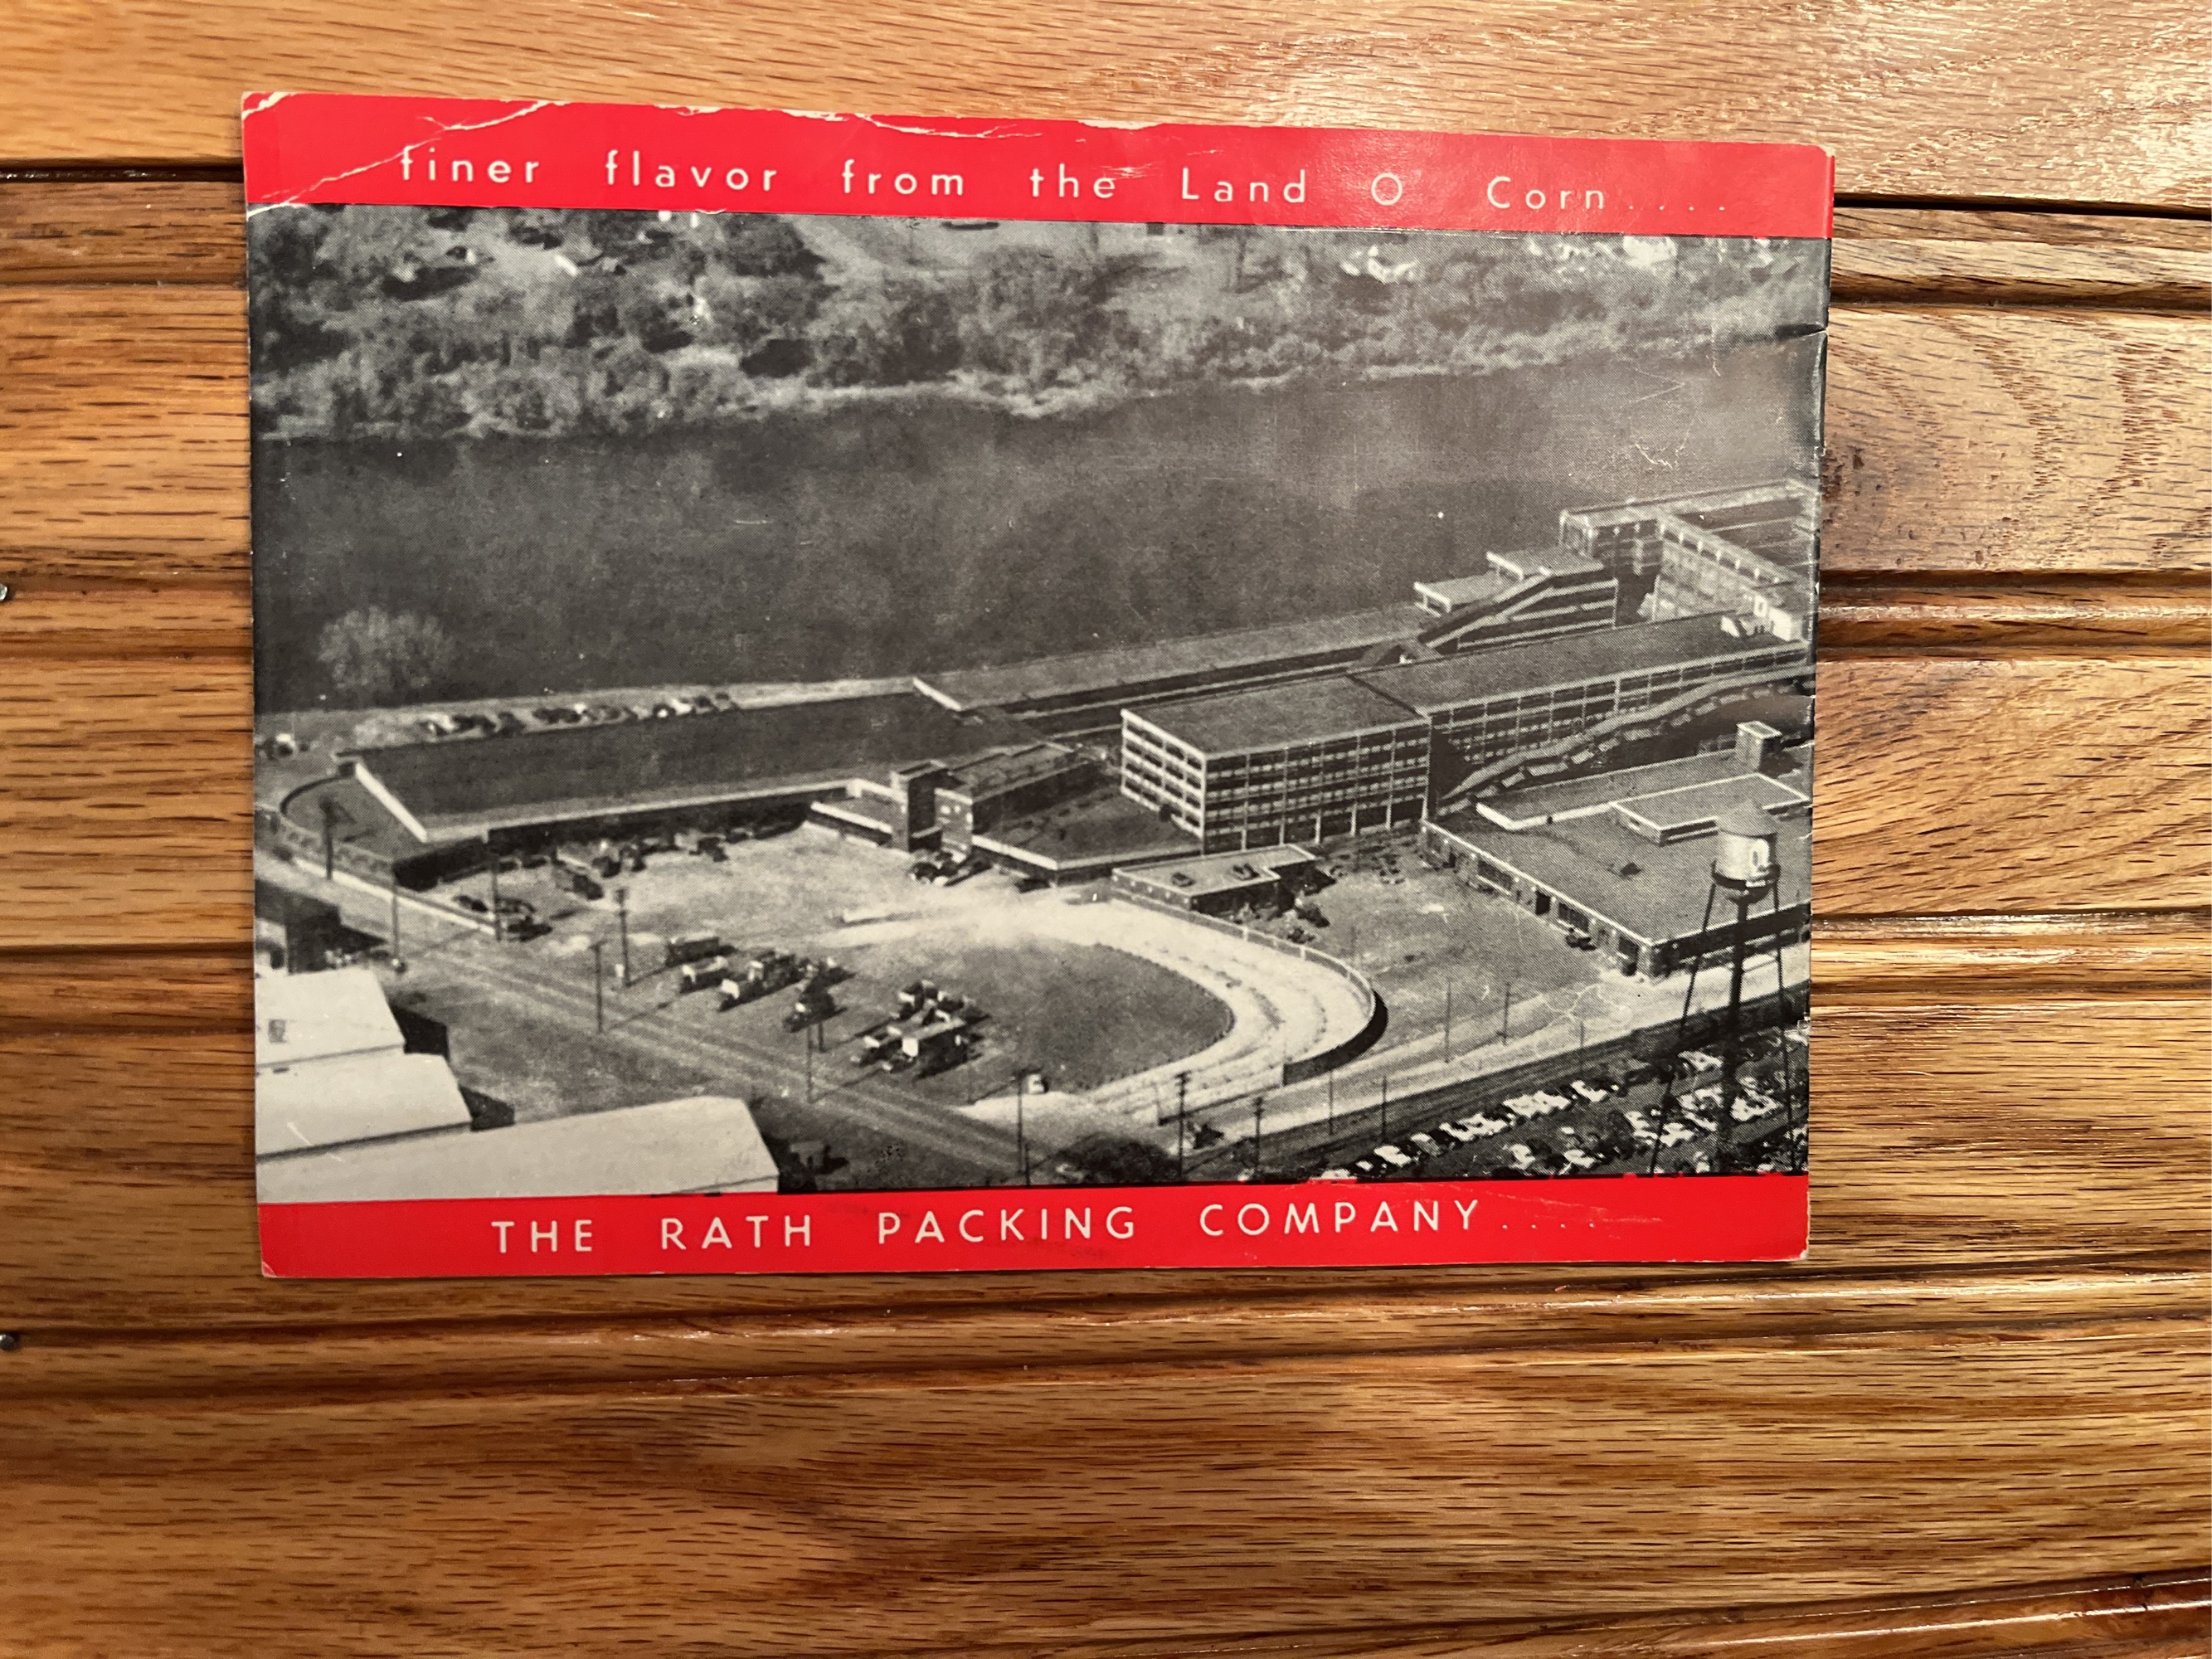 finer flavor from the Land O Corn....
THE RATH PACKING COMPANY....